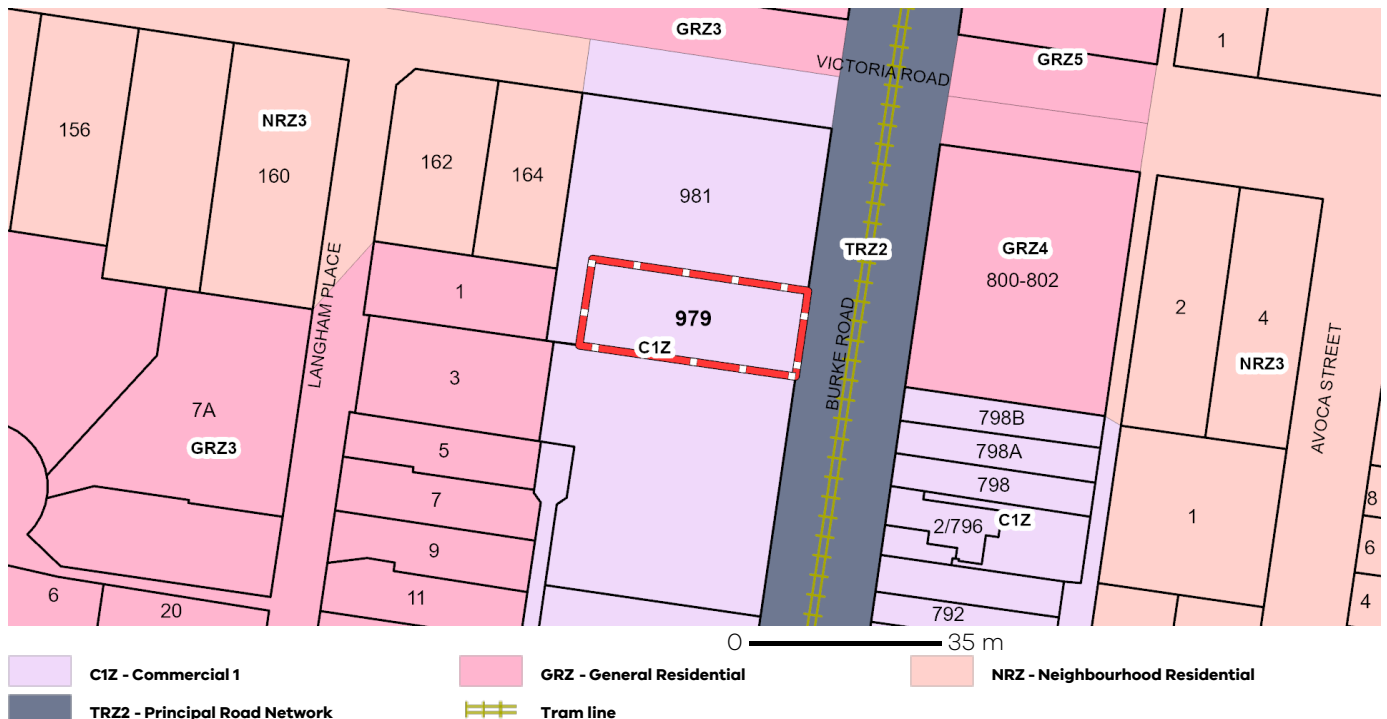 GRZ3
VICTORIA ROAD
GRZ5
1
156
NRZ3
160
162
164
981
TRZ2
GRZ4
800-802
2
4
NRZ3
LANGHAM PLACE
1
979
C1Z
BURKE ROAD
AVOCA STREET
3
7A
GRZ3
5
7
9
11
6
20
798B
798A
798
2/796
C1Z
792
1
8
6
4
0 35 m
C1Z - Commercial 1
GRZ - General Residential
NRZ - Neighbourhood Residential
TRZ2 - Principal Road Network
Tram line